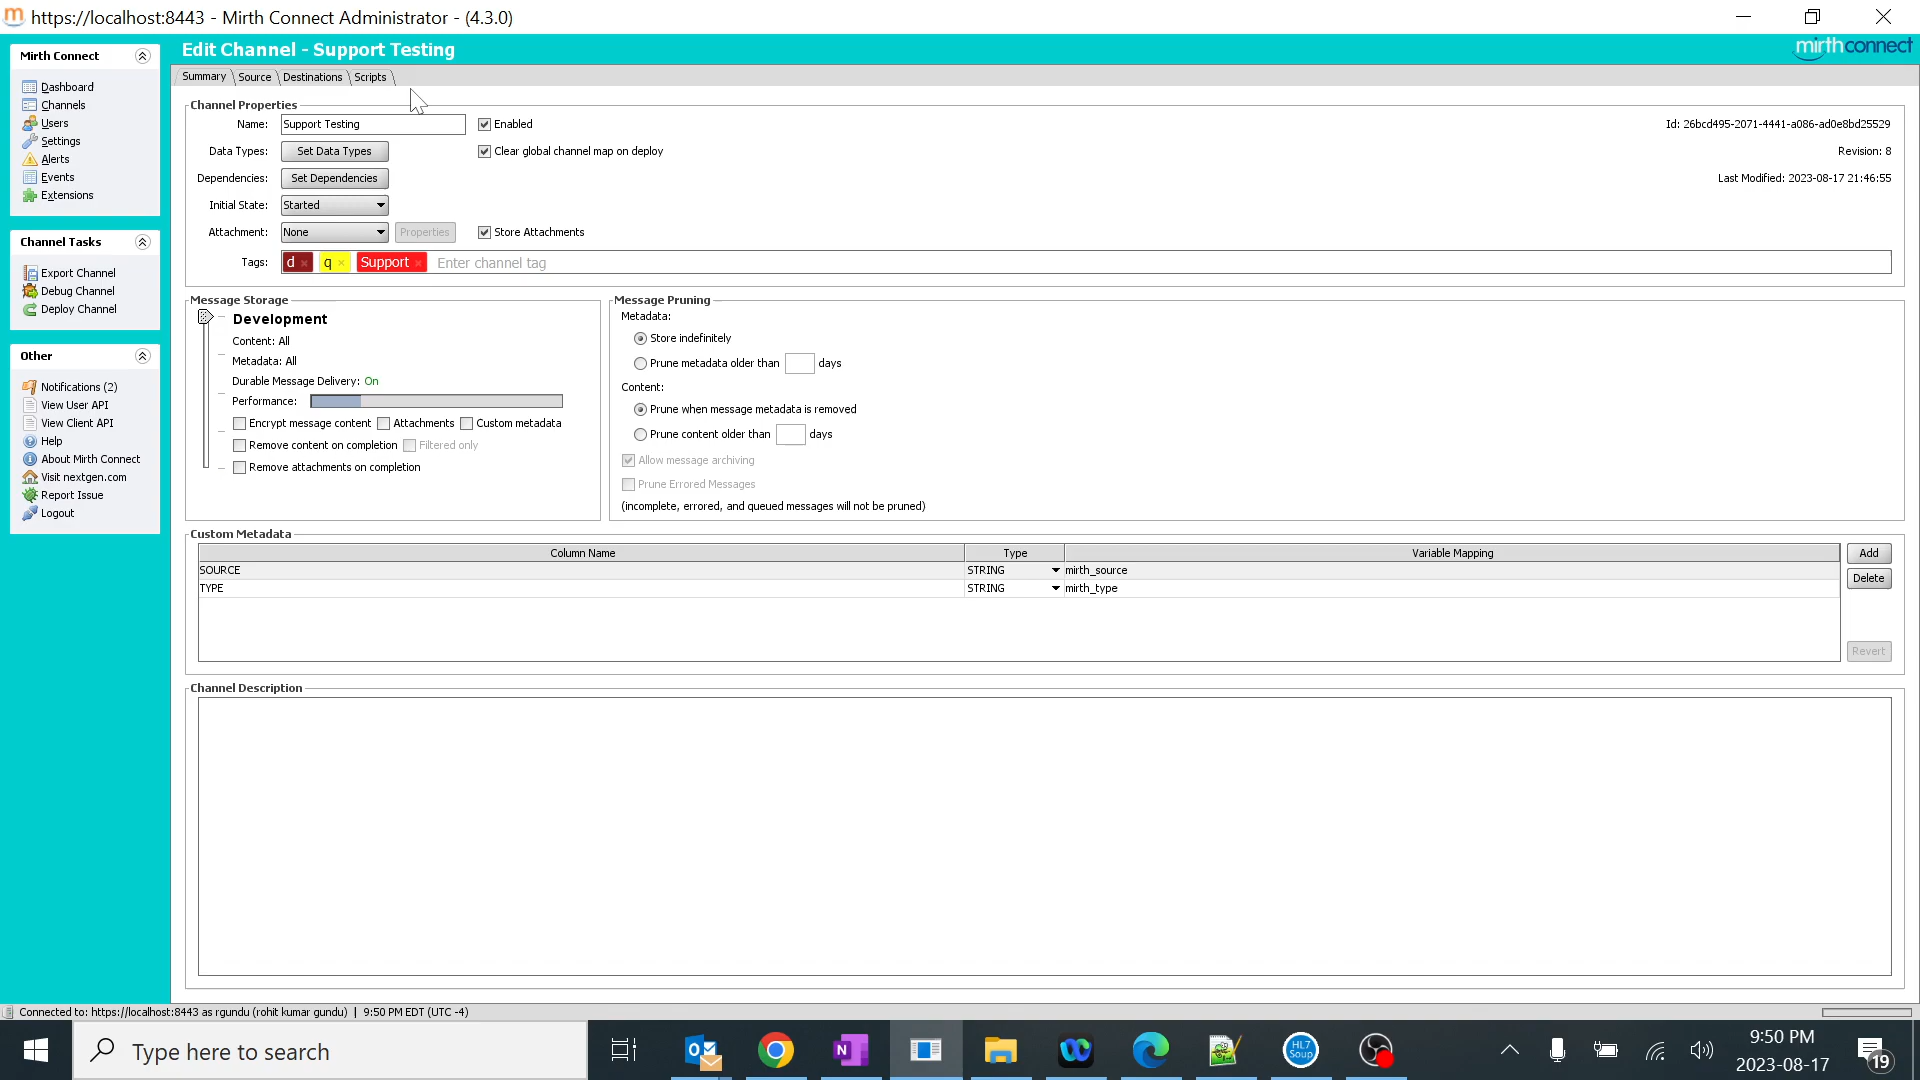 https://localhost:8443 - Mirth Connect Administrator - (4.3.0)
Mirth Connect
Edit Channel - Support Testing
mirthconnect
Summary Source Destinations Scripts
Dashboard
Channels
Users
Settings
Alerts
Events
Extensions
Channel Tasks
Export Channel
Debug Channel
Deploy Channel
Other
Notifications (2)
View User API
View Client API
Help
About Mirth Connect
Visit nextgen.com
Report Issue
Logout
Channel Properties
Name: Support Testing Enabled Id: 26bcd495-2071-4441-a086-ad0e8bd25529
Data Types: Set Data Types Clear global channel map on deploy Revision: 8
Dependencies: Set Dependencies Last Modified: 2023-08-17 21:46:55
Initial State: Started
Attachment: None Properties Store Attachments
Tags: d × q × Support × Enter channel tag
Message Storage
Development
Content: All
Metadata: All
Durable Message Delivery: On
Performance:
Encrypt message content Attachments Custom metadata
Remove content on completion Filtered only
Remove attachments on completion
Message Pruning
Metadata:
Store indefinitely
Prune metadata older than days
Content:
Prune when message metadata is removed
Prune content older than days
Allow message archiving
Prune Errored Messages
(incomplete, errored, and queued messages will not be pruned)
Custom Metadata
Column Name Type Variable Mapping
SOURCE STRING mirth_source
TYPE STRING mirth_type
Add
Delete
Revert
Channel Description
Connected to: https://localhost:8443 as rgundu (rohit kumar gundu) | 9:50 PM EDT (UTC -4)
Type here to search
HL7 Soup
9:50 PM
2023-08-17
19